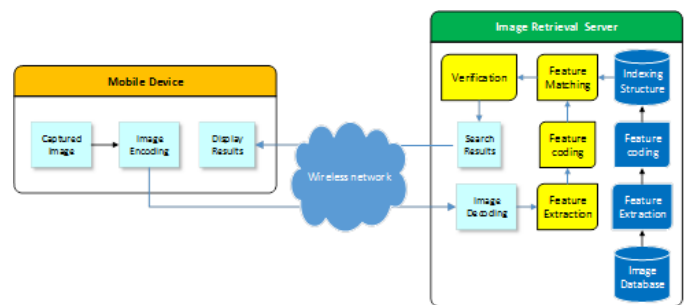 Image Retrieval Server
Mobile Device
Captured
Image
Image
Encoding
Display
Results
Wireless network
Verification
Feature
Matching
Indexing
Structure
Search
Results
Feature
coding
Feature
coding
Image
Decoding
Feature
Extraction
Feature
Extraction
Image
Database